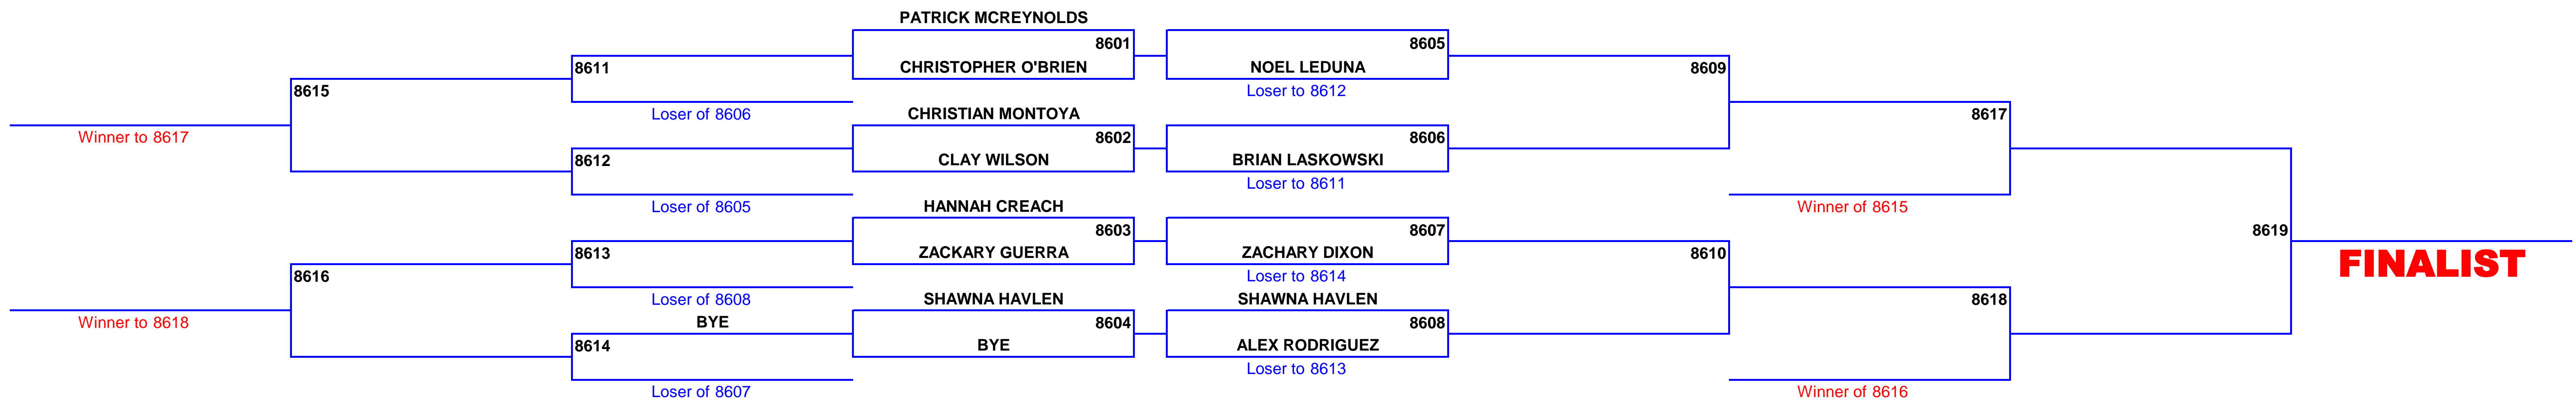 PATRICK MCREYNOLDS
8601
8605
8611
CHRISTOPHER O'BRIEN
NOEL LEDUNA
8609
8615
Loser to 8612
Loser of 8606
CHRISTIAN MONTOYA
8617
Winner to 8617
8602
8606
8612
CLAY WILSON
BRIAN LASKOWSKI
Loser to 8611
Loser of 8605
HANNAH CREACH
Winner of 8615
8603
8607
8619
8613
ZACKARY GUERRA
ZACHARY DIXON
8610
FINALIST
8616
Loser to 8614
Loser of 8608
SHAWNA HAVLEN
SHAWNA HAVLEN
8618
Winner to 8618
BYE
8604
8608
8614
BYE
ALEX RODRIGUEZ
Loser to 8613
Loser of 8607
Winner of 8616